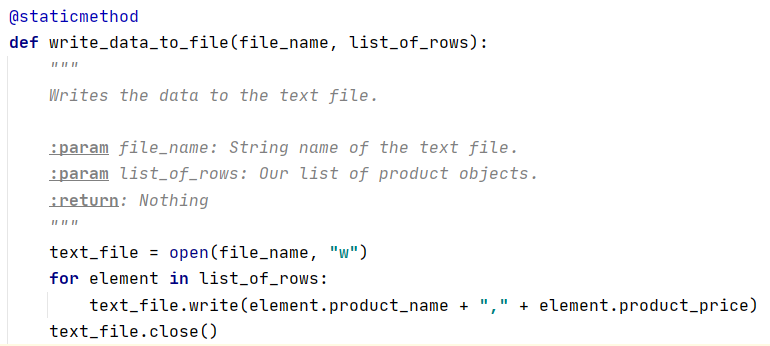 @staticmethod
def write_data_to_file(file_name, list_of_rows):
    """
    Writes the data to the text file.

    :param file_name: String name of the text file.
    :param list_of_rows: Our list of product objects.
    :return: Nothing
    """
    text_file = open(file_name, "w")
    for element in list_of_rows:
        text_file.write(element.product_name + "," + element.product_price)
    text_file.close()